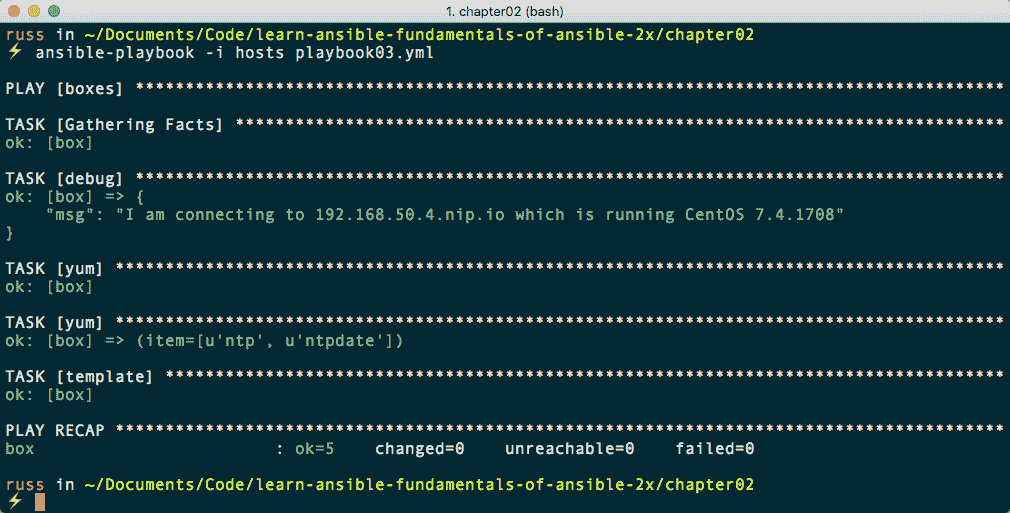 1. chapter02 (bash)
russ in ~/Documents/Code/learn-ansible-fundamentals-of-ansible-2x/chapter02
⚡ ansible-playbook -i hosts playbook03.yml
PLAY [boxes] ***************************************************************************************
TASK [Gathering Facts] *****************************************************************************
ok: [box]
TASK [debug] ***************************************************************************************
ok: [box] => {
    "msg": "I am connecting to 192.168.50.4.nip.io which is running CentOS 7.4.1708"
}
TASK [yum] *****************************************************************************************
ok: [box]
TASK [yum] *****************************************************************************************
ok: [box] => (item=[u'ntp', u'ntpdate'])
TASK [template] ************************************************************************************
ok: [box]
PLAY RECAP *****************************************************************************************
box                        : ok=5    changed=0    unreachable=0    failed=0
russ in ~/Documents/Code/learn-ansible-fundamentals-of-ansible-2x/chapter02
⚡